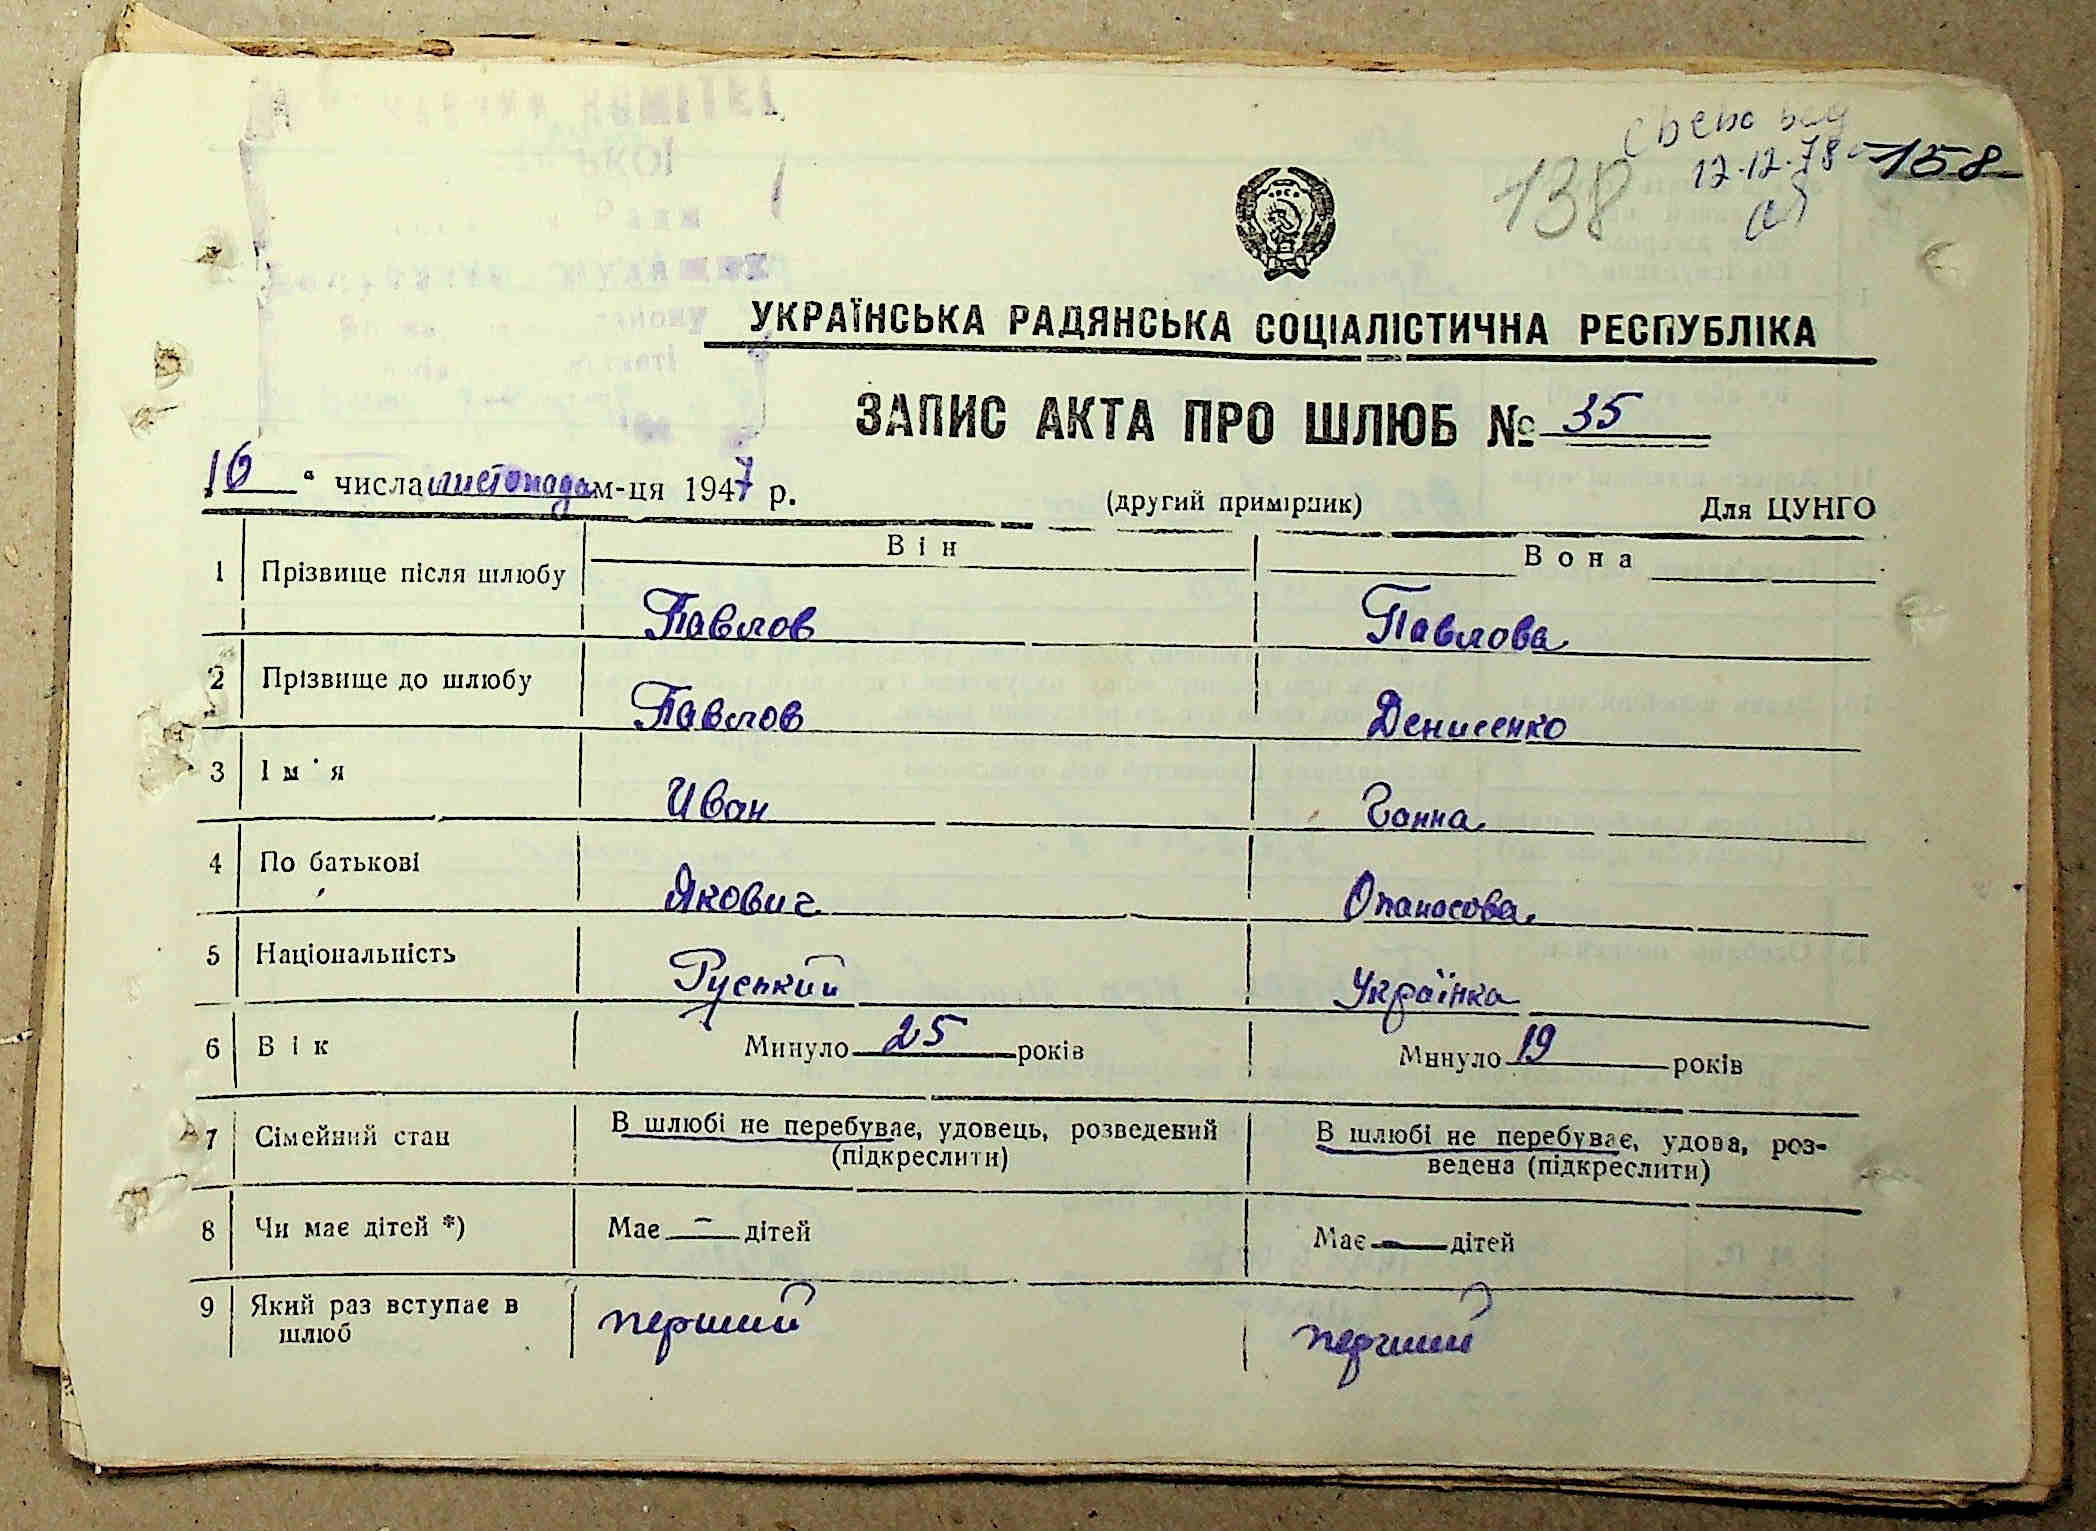 138
12.12.78
158
УКРАЇНСЬКА РАДЯНСЬКА СОЦІАЛІСТИЧНА РЕСПУБЛІКА
ЗАПИС АКТА ПРО ШЛЮБ № 35
16 " числа листопада м-ця 1947 р. (другий примірник) Для ЦУНГО
Він Вона
1 Прізвище після шлюбу Павлов Павлова
2 Прізвище до шлюбу Павлов Денисенко
3 Ім'я Иван Ганна
4 По батькові Якович Опанасова
5 Національність Руський Українка
6 Вік Минуло 25 років Минуло 19 років
7 Сімейний стан В шлюбі не перебуває, удовець, розведений (підкреслити) В шлюбі не перебуває, удова, роз-
ведена (підкреслити)
8 Чи має дітей *) Має — дітей Має — дітей
9 Який раз вступає в шлюб перший перший